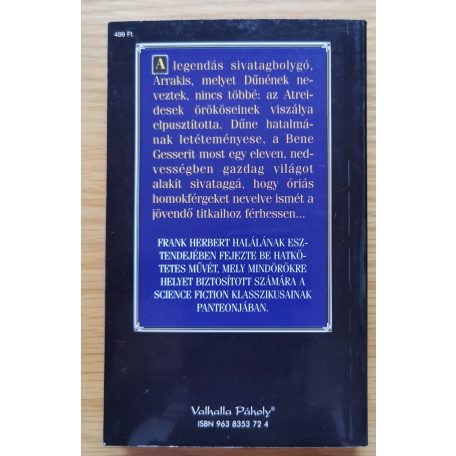 499 Ft
A legendás sivatagbolygó,
Arrakis, melyet Dűnének ne-
veztek, nincs többé: az Atrei-
desek örököseinek viszálya
elpusztította. Dűne hatalmá-
nak letéteményese, a Bene
Gesserit most egy eleven, ned-
vességben gazdag világot
alakít sivataggá, hogy óriás
homokférgeket nevelve ismét a
jövendő titkaihoz férhessen...
FRANK HERBERT HALÁLÁNAK ESZ-
TENDEJÉBEN FEJEZTE BE HATKÖ-
TETES MŰVÉT, MELY MINDÖRÖKRE
HELYET BIZTOSÍTOTT SZÁMÁRA A
SCIENCE FICTION KLASSZIKUSAINAK
PANTEONJÁBAN.
Valhalla Páholy®
ISBN 963 8353 72 4